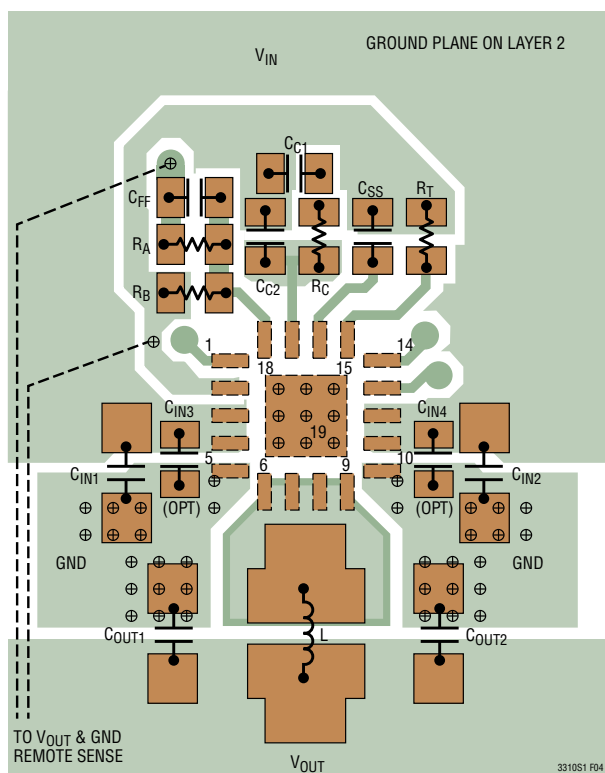 GROUND PLANE ON LAYER 2
VIN
CC1
CFF
CSS
RT
RA
CC2
RC
RB
1
14
18
15
CIN3
19
CIN4
CIN1
5
6
9
10
CIN2
(OPT)
(OPT)
GND
GND
COUT1
L
COUT2
TO VOUT & GND
REMOTE SENSE
VOUT
3310S1 F04